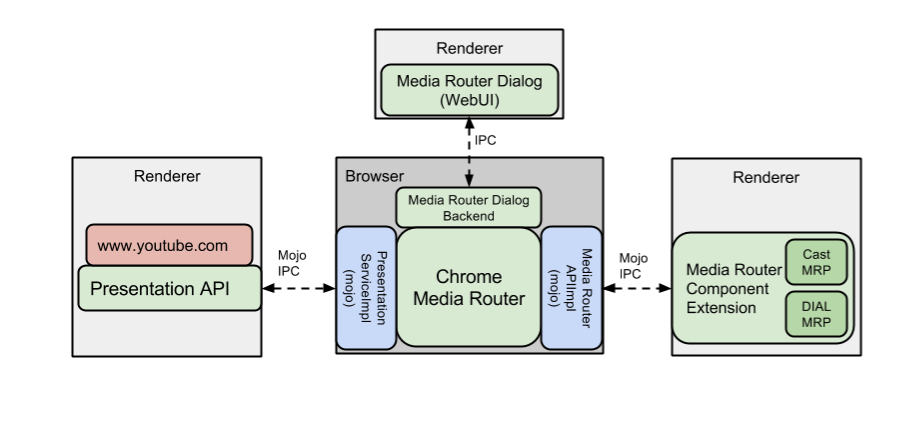 Renderer
Media Router Dialog
(WebUI)
IPC
Renderer
www.youtube.com
Presentation API
Mojo
IPC
Browser
Media Router Dialog
Backend
Presentation
ServiceImpl
(mojo)
Chrome
Media Router
Media Router
APIImpl
(mojo)
Mojo
IPC
Renderer
Media Router
Component
Extension
Cast
MRP
DIAL
MRP